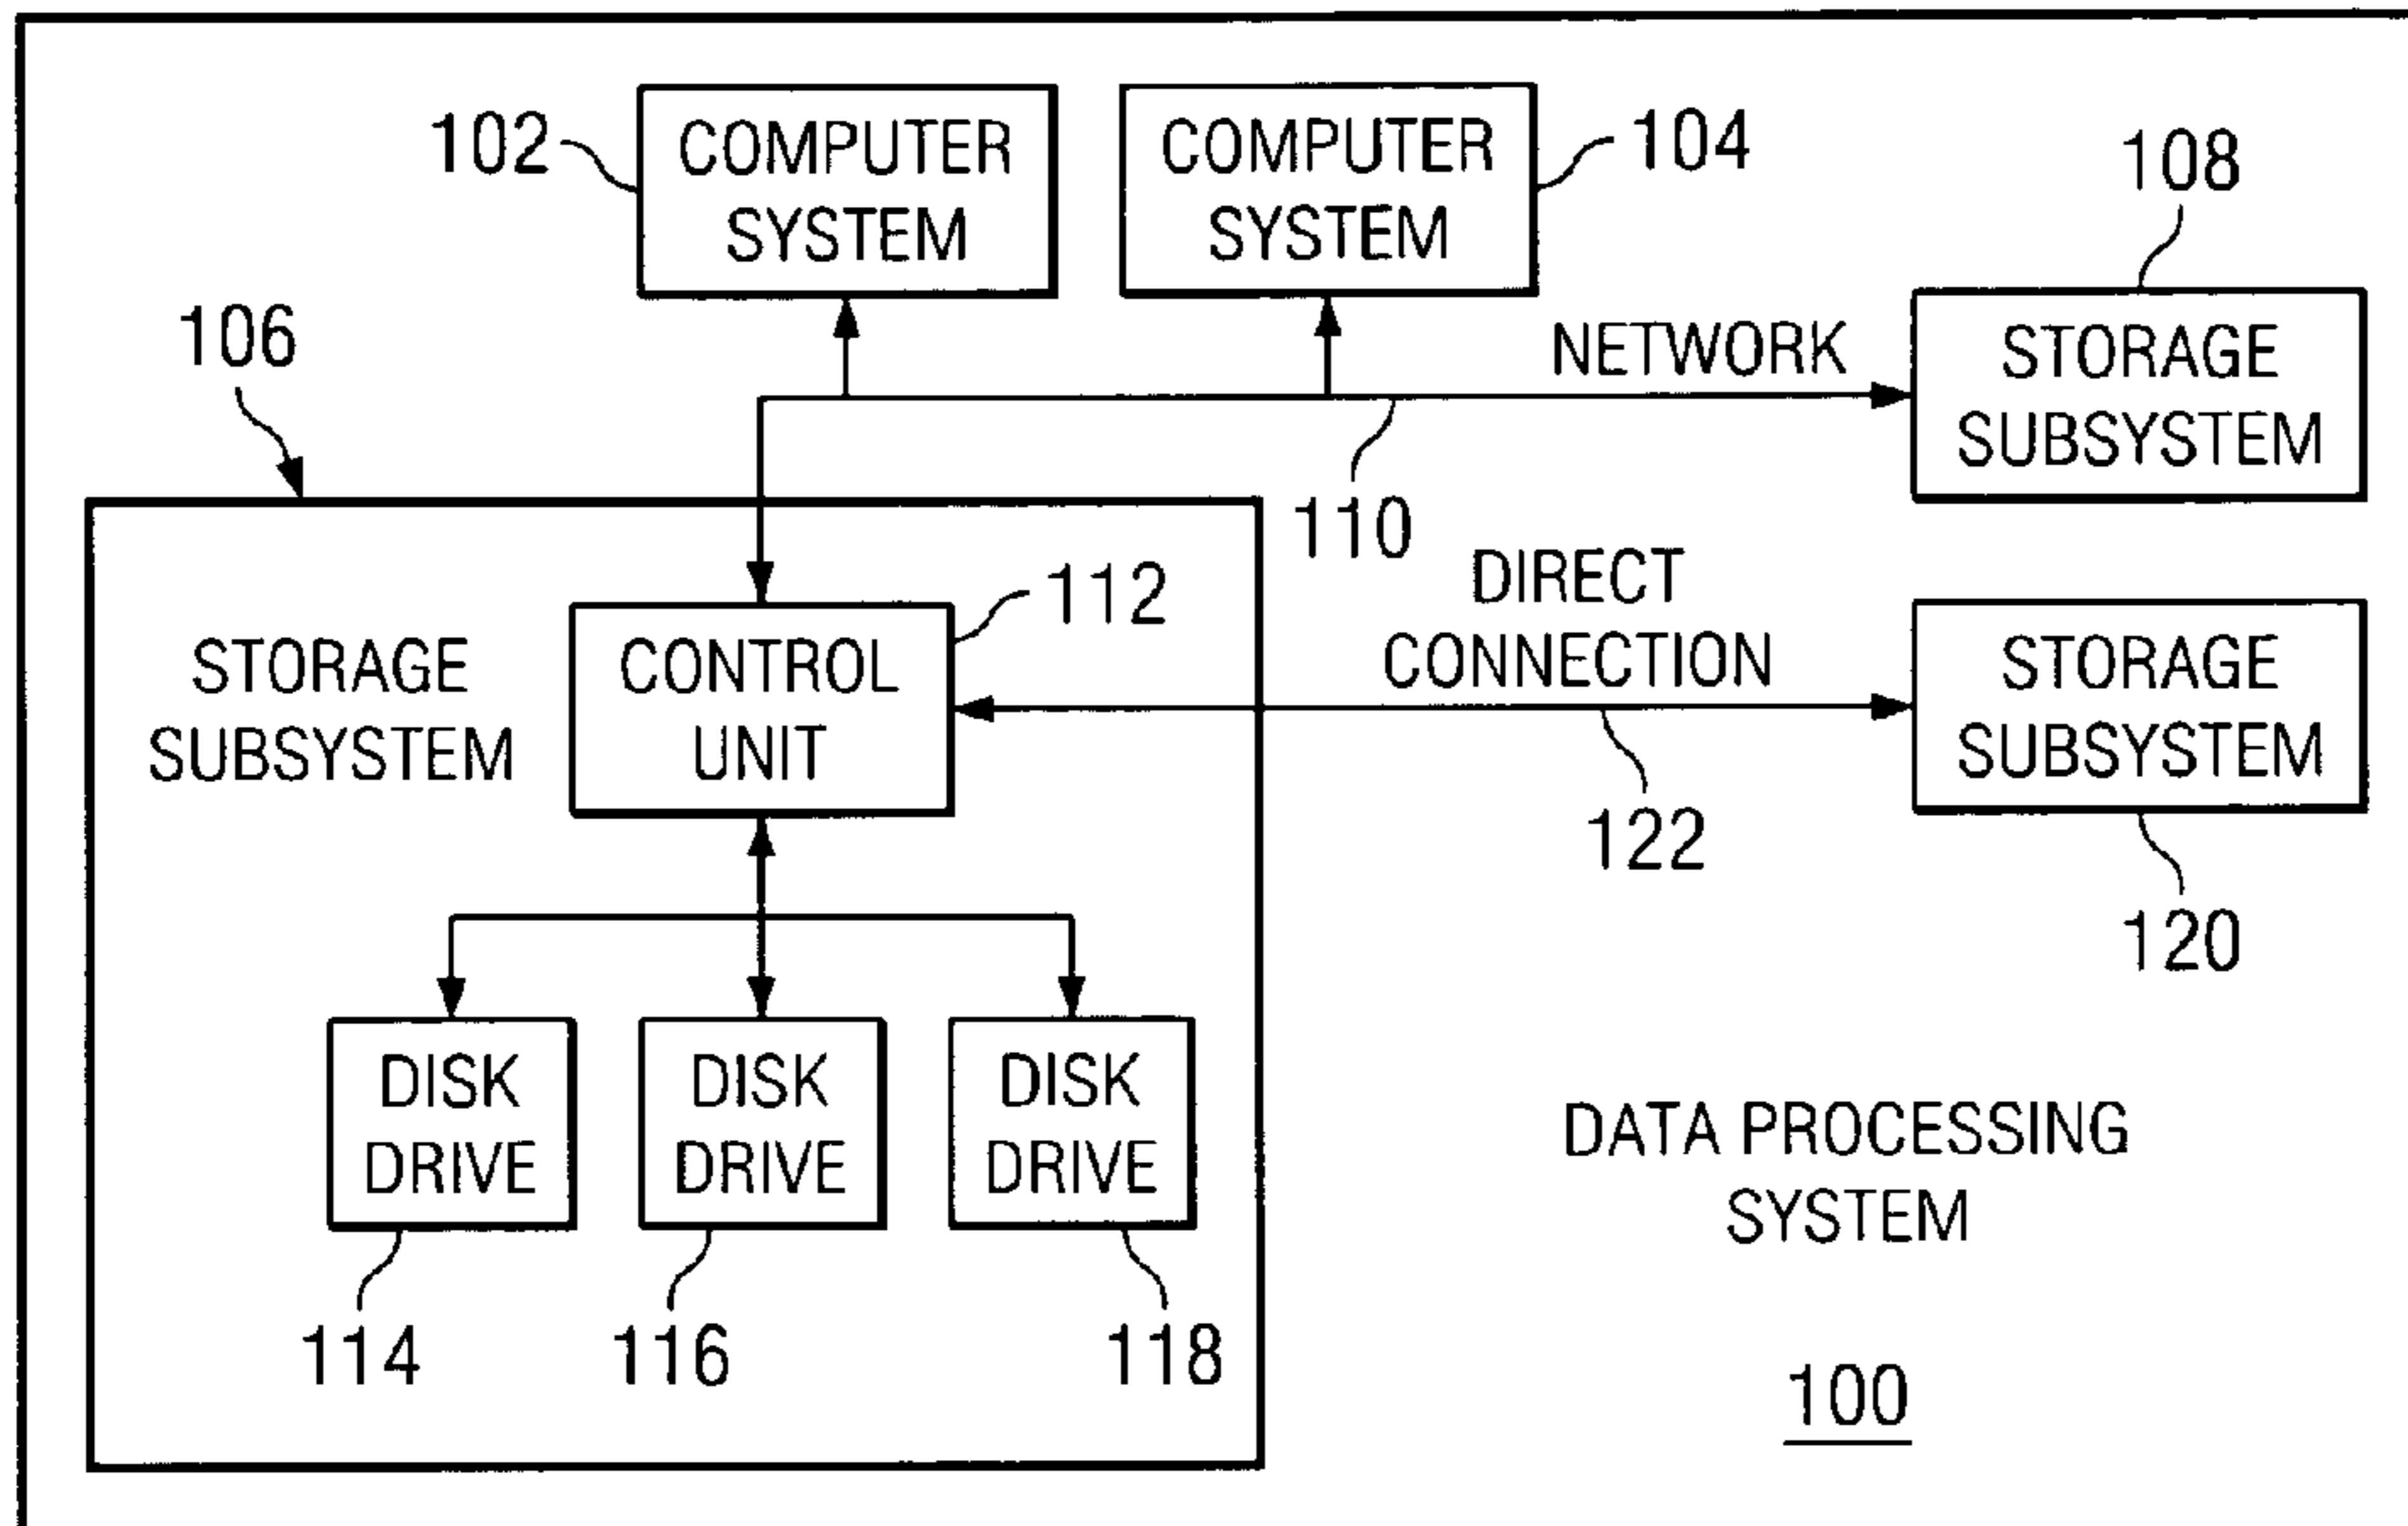 102
COMPUTER
SYSTEM
COMPUTER
SYSTEM
104
108
106
NETWORK
STORAGE
SUBSYSTEM
110
112
DIRECT
CONNECTION
STORAGE
SUBSYSTEM
CONTROL
UNIT
STORAGE
SUBSYSTEM
122
120
DISK
DRIVE
DISK
DRIVE
DISK
DRIVE
114
116
118
DATA PROCESSING
SYSTEM
100